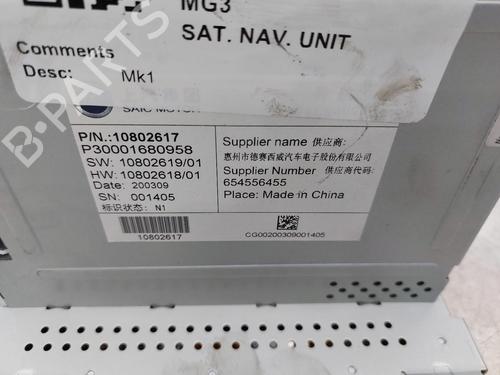 MG3
SAT. NAV. UNIT
Comments
Desc: Mk1
SAIC MOTOR
P/N.:10802617
P30001680958
SW: 10802619/01
HW: 10802618/01
Date: 200309
SN: 001405
标识状态: N1
10802617
Supplier name 供应商:
惠州市德赛西威汽车电子股份有限公司
Supplier Number 供应商代码:
654556455
Place: Made in China
CG00200309001405
B-PARTS